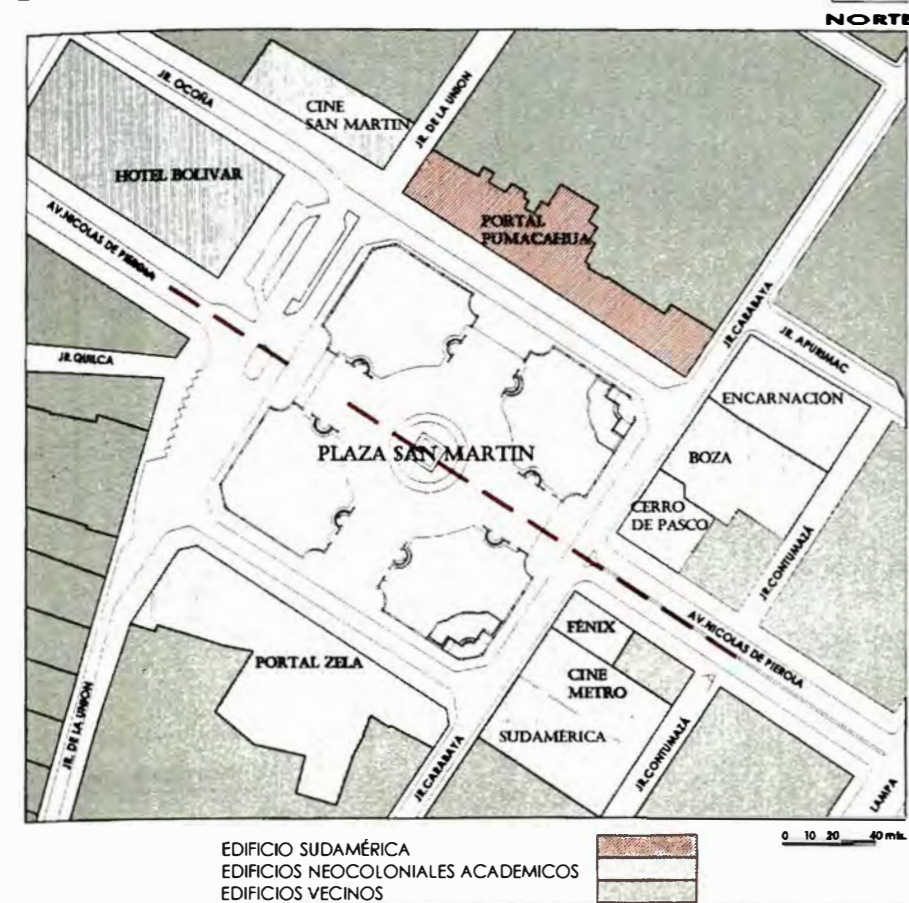 NORTE
JR. OCOÑA
CINE
SAN MARTIN
JR. DE LA UNION
HOTEL BOLIVAR
PORTAL
PUMACAHUA
AV. NICOLAS DE PIEROLA
JR. CARABAYA
JR. APURIMAC
JR. QUILCA
ENCARNACIÓN
PLAZA SAN MARTIN
BOZA
CERRO
DE PASCO
JR. CONTUMAZÁ
AV. NICOLAS DE PIEROLA
FÉNIX
PORTAL ZELA
CINE
METRO
SUDAMÉRICA
JR. DE LA UNION
JR. CARABAYA
JR. CONTUMAZÁ
LAMPA
0 10 20 40 mts.
EDIFICIO SUDAMÉRICA
EDIFICIOS NEOCOLONIALES ACADEMICOS
EDIFICIOS VECINOS